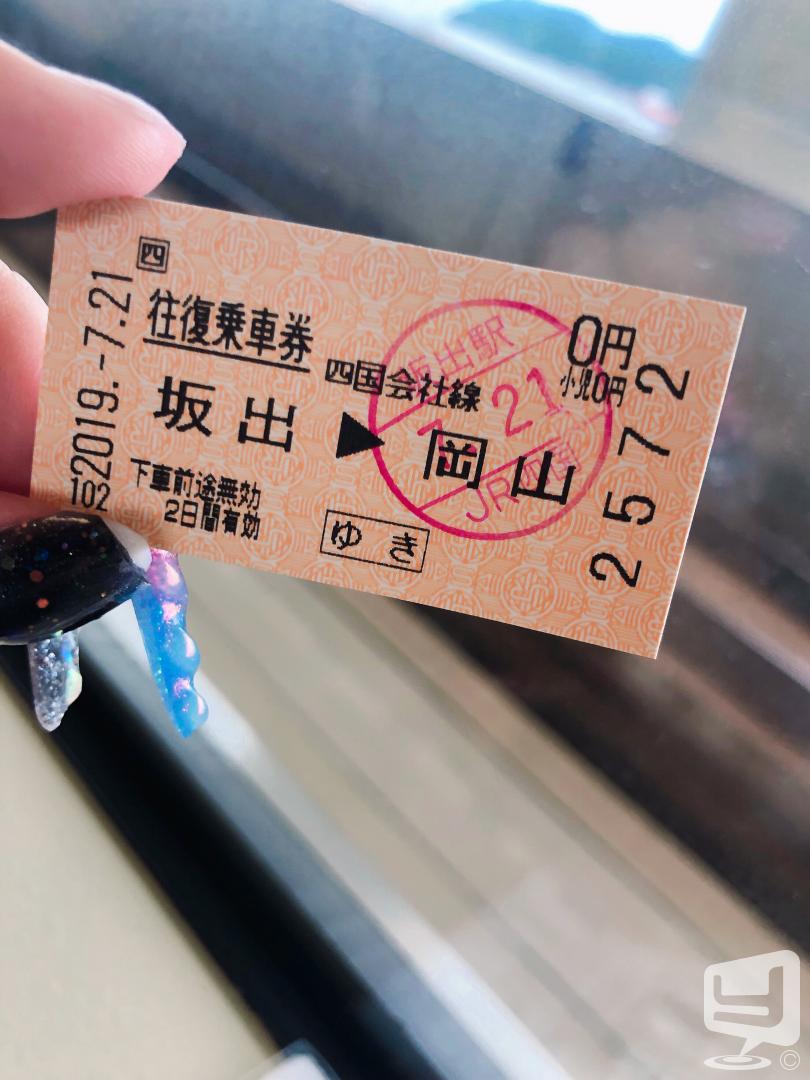 四
往復乗車券
四国会社線
0円
小児0円
坂出▶岡山
下車前途無効
2日間有効
ゆき
2019.-7.21
102
2572
坂出駅
21
JR